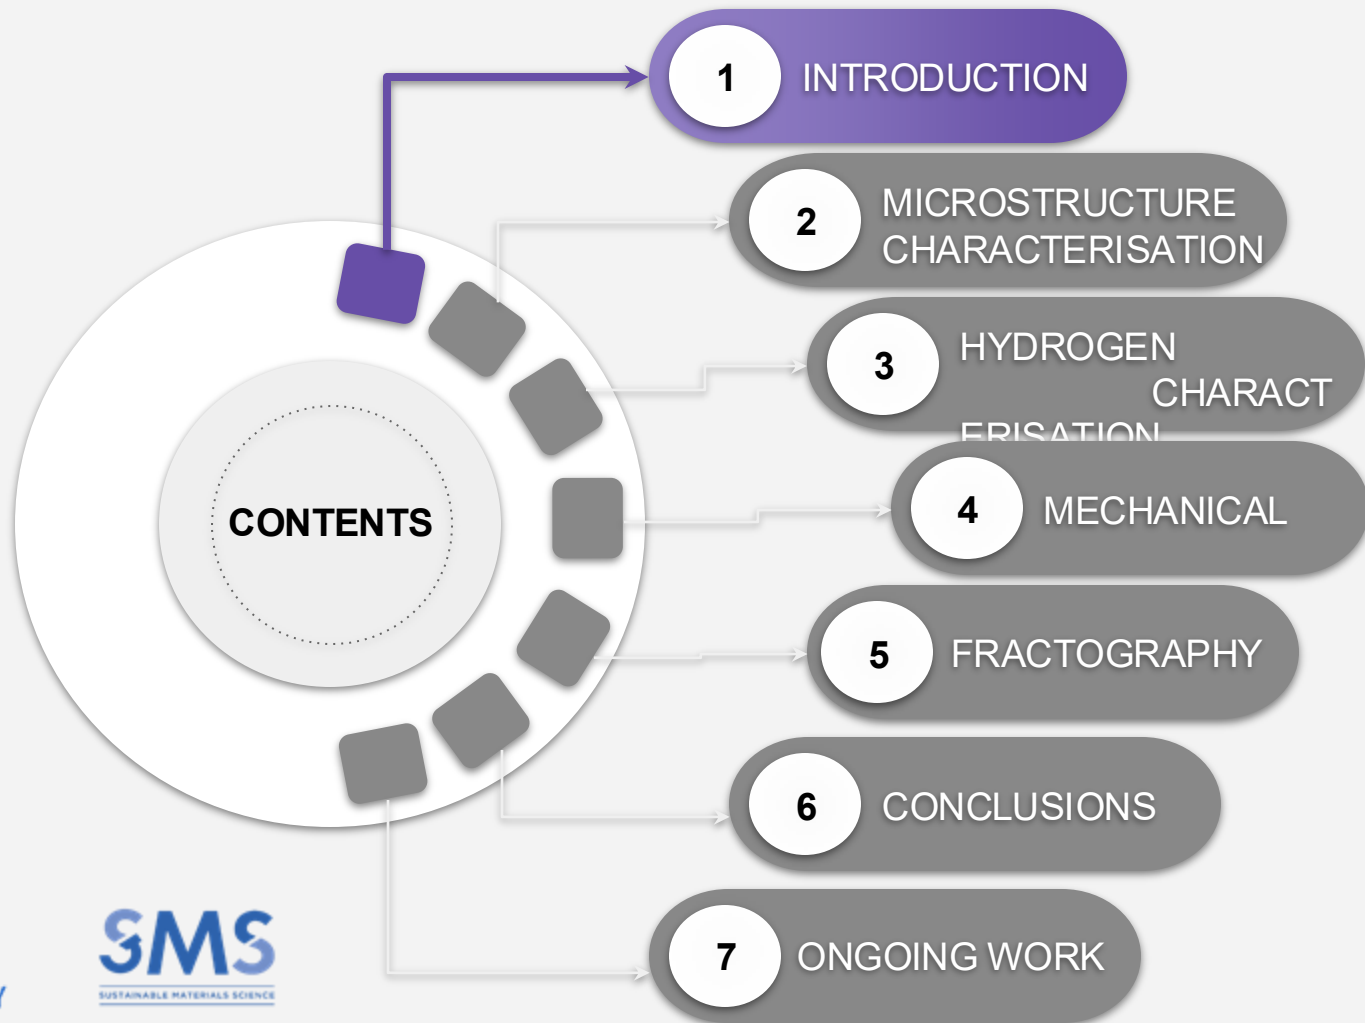 1
INTRODUCTION
2
MICROSTRUCTURE
CHARACTERISATION
3
HYDROGEN
CHARACT
ERISATION
4
MECHANICAL
5
FRACTOGRAPHY
6
CONCLUSIONS
7
ONGOING WORK
CONTENTS
SMS
SUSTAINABLE MATERIALS SCIENCE
Y